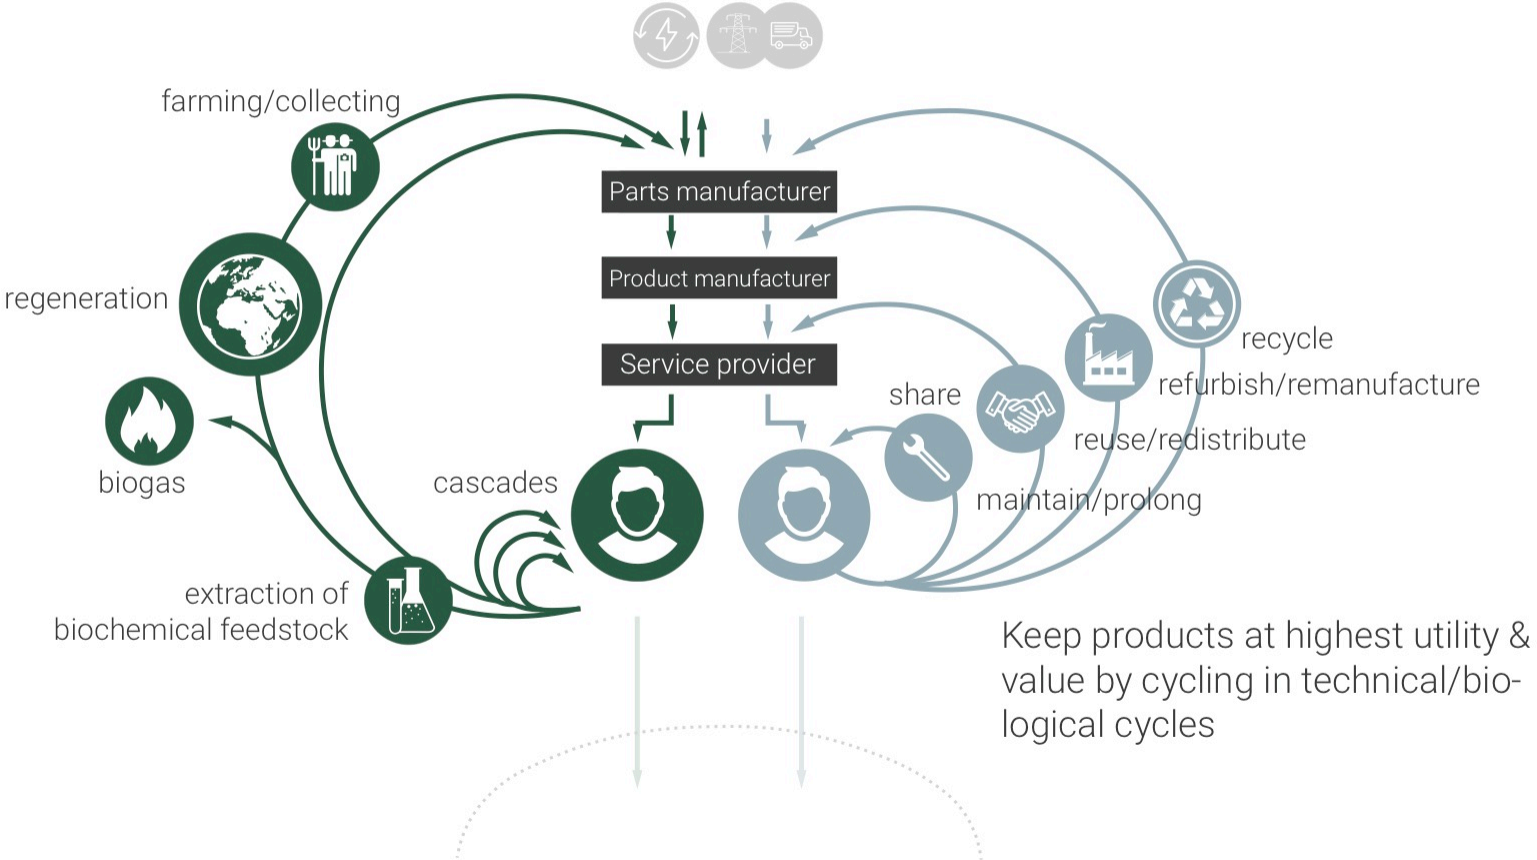 farming/collecting
Parts manufacturer
Product manufacturer
regeneration
recycle
Service provider
refurbish/remanufacture
share
reuse/redistribute
biogas
cascades
maintain/prolong
extraction of
biochemical feedstock
Keep products at highest utility &
value by cycling in technical/bio-
logical cycles